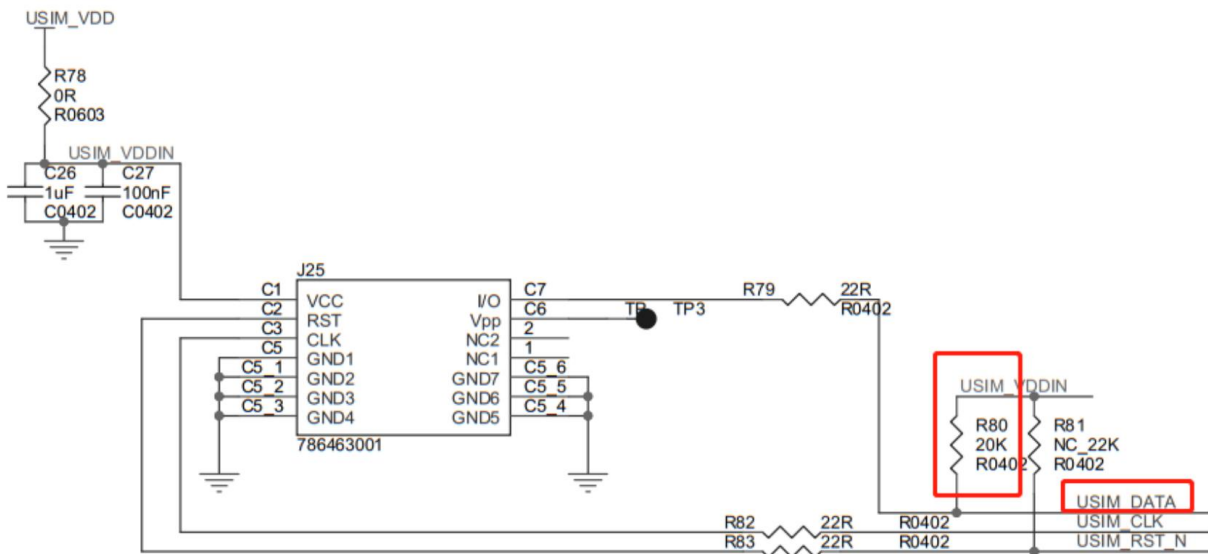 USIM_VDD
R78
0R
R0603
USIM_VDDIN
C26
1uF
C0402
C27
100nF
C0402
J25
C1
C2
C3
C5
C5_1
C5_2
C5_3
VCC
RST
CLK
GND1
GND2
GND3
GND4
I/O
Vpp
NC2
NC1
GND7
GND6
GND5
C7
C6
2
1
C5_6
C5_5
C5_4
786463001
TP
TP3
R79
22R
R0402
USIM_VDDIN
R80
20K
R0402
R81
NC_22K
R0402
USIM_DATA
R82
22R
R0402
USIM_CLK
R83
22R
R0402
USIM_RST_N